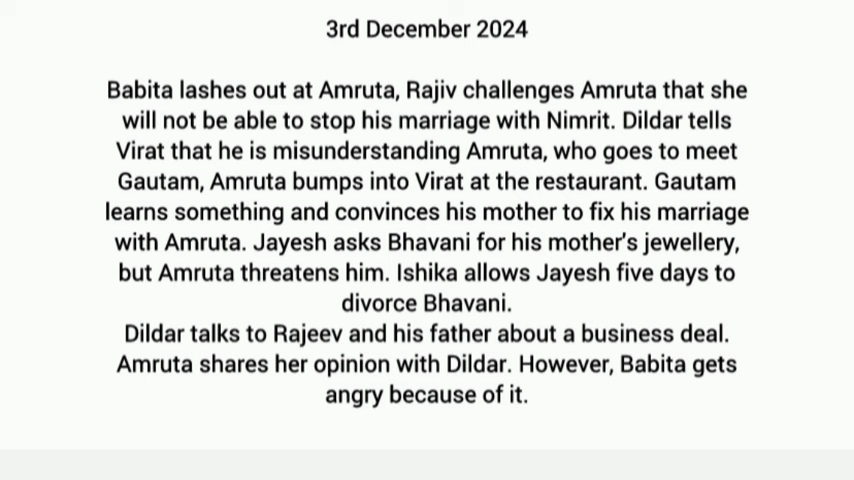 3rd December 2024
Babita lashes out at Amruta, Rajiv challenges Amruta that she
will not be able to stop his marriage with Nimrit. Dildar tells
Virat that he is misunderstanding Amruta, who goes to meet
Gautam, Amruta bumps into Virat at the restaurant. Gautam
learns something and convinces his mother to fix his marriage
with Amruta. Jayesh asks Bhavani for his mother's jewellery,
but Amruta threatens him. Ishika allows Jayesh five days to
divorce Bhavani.
Dildar talks to Rajeev and his father about a business deal.
Amruta shares her opinion with Dildar. However, Babita gets
angry because of it.